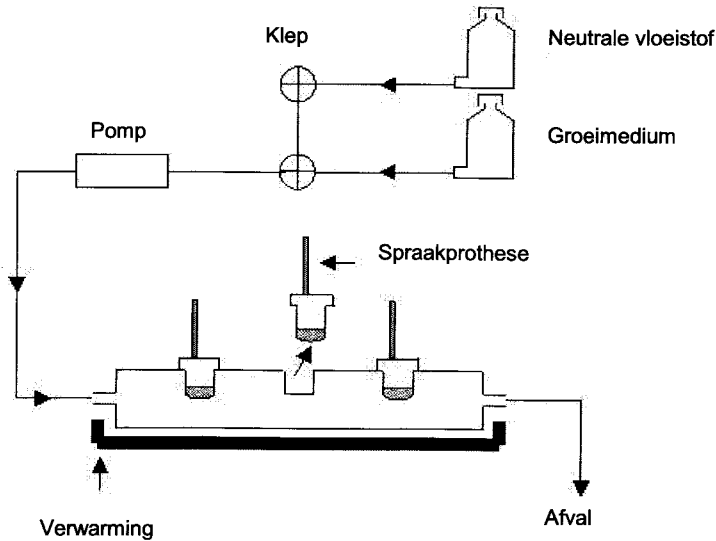 Klep
Neutrale vloeistof
Pomp
Groeimedium
Spraakprothese
Verwarming
Afval